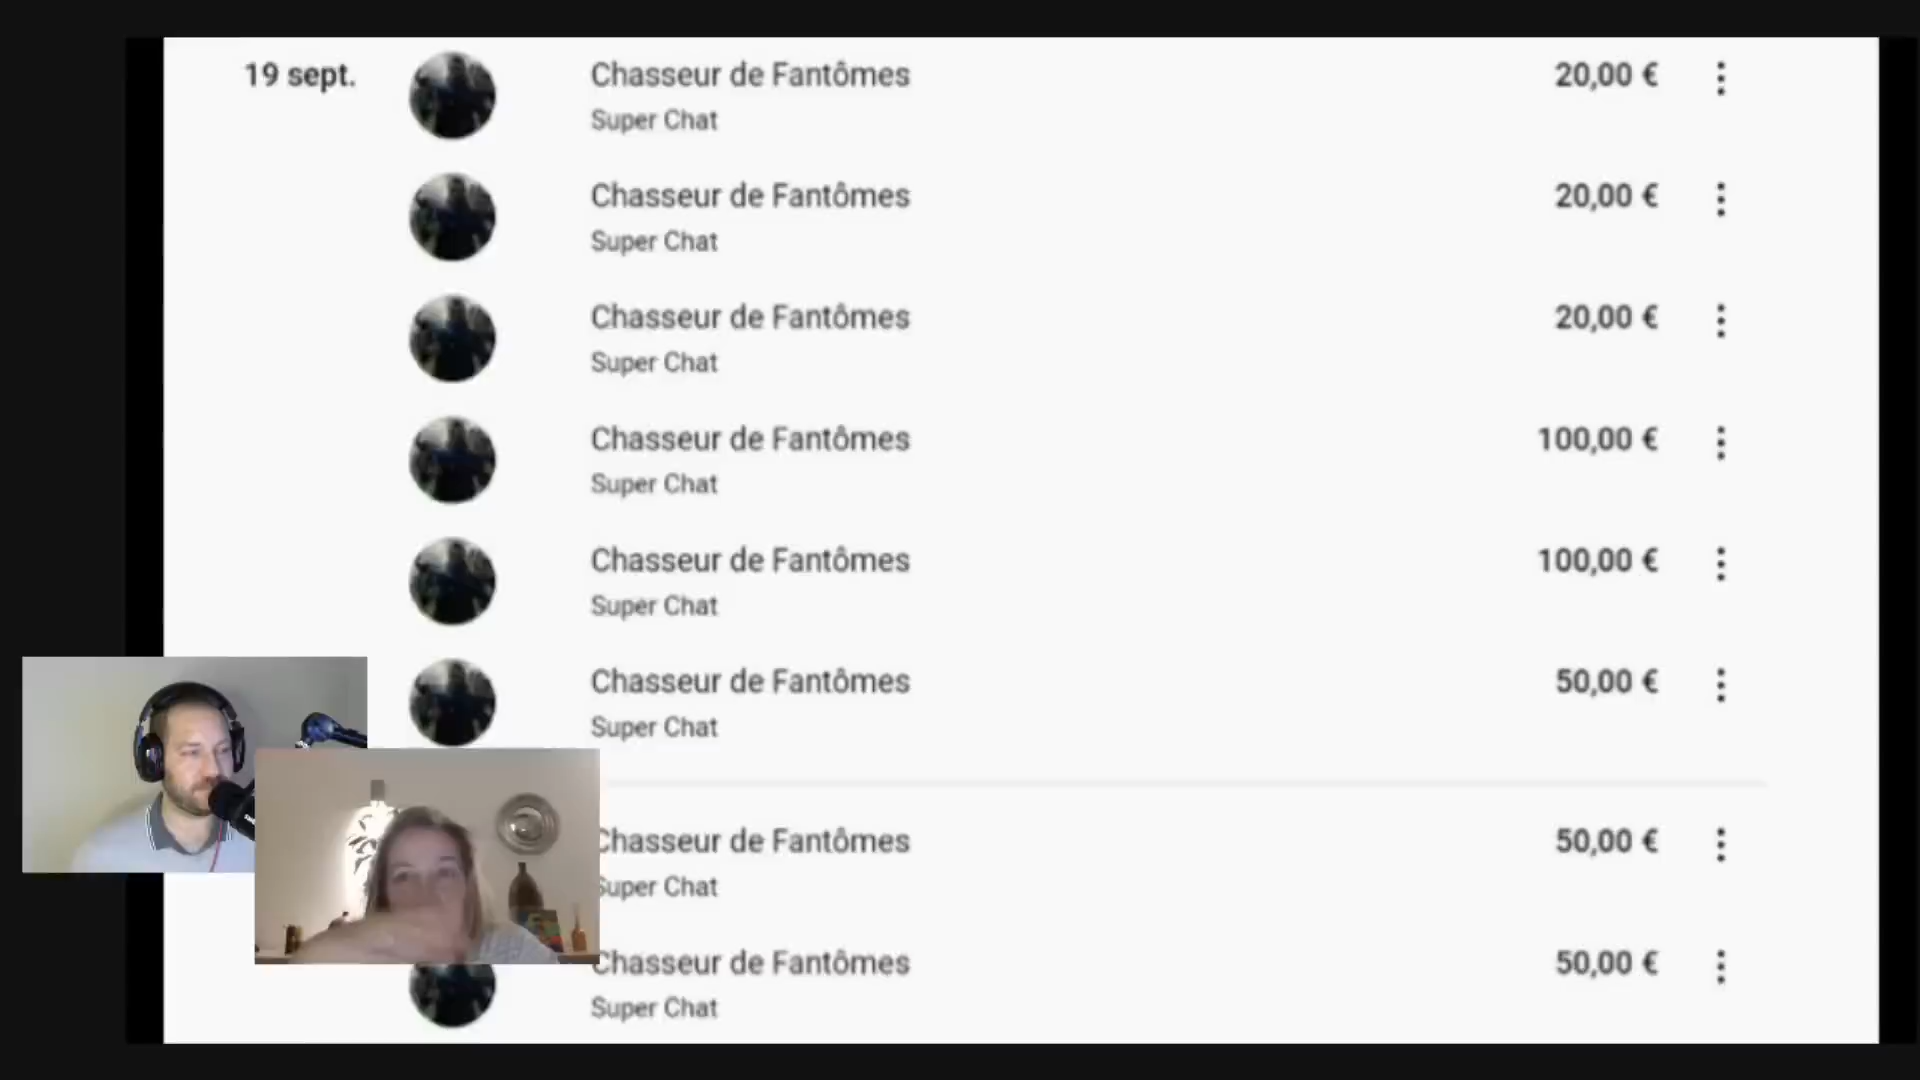 19 sept.
Chasseur de Fantômes
20,00 €
Super Chat
Chasseur de Fantômes
20,00 €
Super Chat
Chasseur de Fantômes
20,00 €
Super Chat
Chasseur de Fantômes
100,00 €
Super Chat
Chasseur de Fantômes
100,00 €
Super Chat
Chasseur de Fantômes
50,00 €
Super Chat
Chasseur de Fantômes
50,00 €
Super Chat
Chasseur de Fantômes
50,00 €
Super Chat